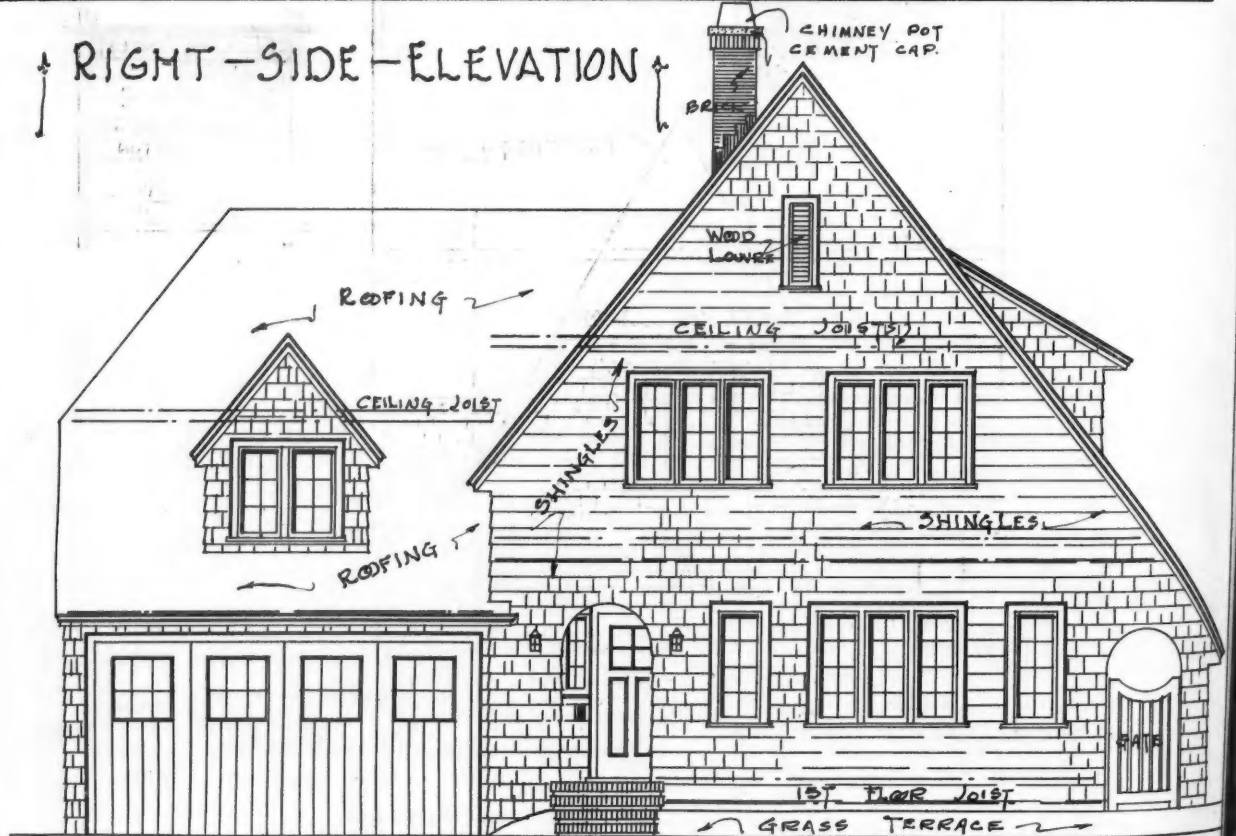 RIGHT-SIDE-ELEVATION
CHIMNEY POT
CEMENT CAP.
BRICK
WOOD
LOUVRE
ROOFING
CEILING JOISTS
CEILING JOIST
SHINGLES
SHINGLES
ROOFING
GATE
1ST FLOOR JOIST
GRASS TERRACE